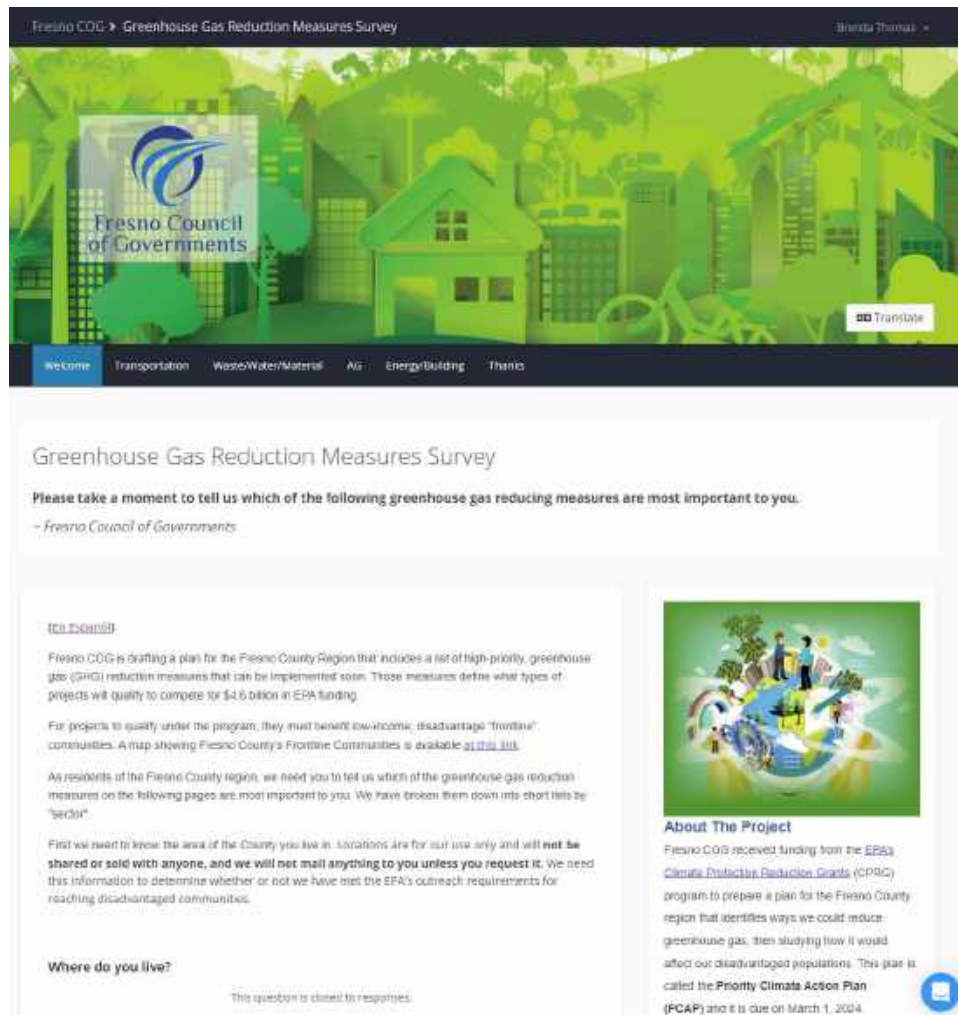 Fresno COG > Greenhouse Gas Reduction Measures Survey
Brenda Thomas
Fresno Council
of Governments
Translate
Welcome
Transportation
Waste/Water/Material
AG
Energy/Building
Thanks
Greenhouse Gas Reduction Measures Survey
Please take a moment to tell us which of the following greenhouse gas reducing measures are most important to you.
~ Fresno Council of Governments
(En Español)
Fresno COG is drafting a plan for the Fresno County Region that includes a list of high-priority, greenhouse
gas (GHG) reduction measures that can be implemented soon. Those measures define what types of
projects will qualify to compete for $4.6 billion in EPA funding.
For projects to qualify under the program, they must benefit low-income, disadvantage "frontline"
communities. A map showing Fresno County's Frontline Communities is available at this link.
As residents of the Fresno County region, we need you to tell us which of the greenhouse gas reduction
measures on the following pages are most important to you. We have broken them down into short lists by
"sector".
First we need to know the area of the County you live in. Locations are for our use only and will not be
shared or sold with anyone, and we will not mail anything to you unless you request it. We need
this information to determine whether or not we have met the EPA's outreach requirements for
reaching disadvantaged communities.
Where do you live?
This question is closed to responses.
About The Project
Fresno COG received funding from the EPA's
Climate Protection Reduction Grants (CPRG)
program to prepare a plan for the Fresno County
region that identifies ways we could reduce
greenhouse gas, then studying how it would
affect our disadvantaged populations. This plan is
called the Priority Climate Action Plan
(PCAP) and it is due on March 1, 2024.